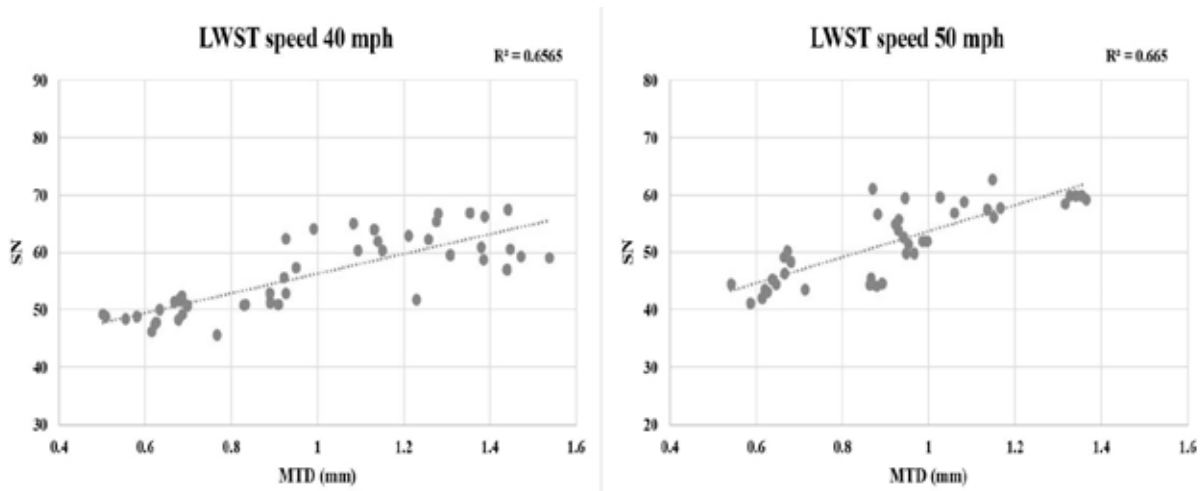 LWST speed 40 mph
R² = 0.6565
90
80
70
60
50
40
30
SN
0.4 0.6 0.8 1 1.2 1.4 1.6
MTD (mm)
LWST speed 50 mph
R² = 0.665
80
70
60
50
40
30
20
SN
0.4 0.6 0.8 1 1.2 1.4 1.6
MTD (mm)